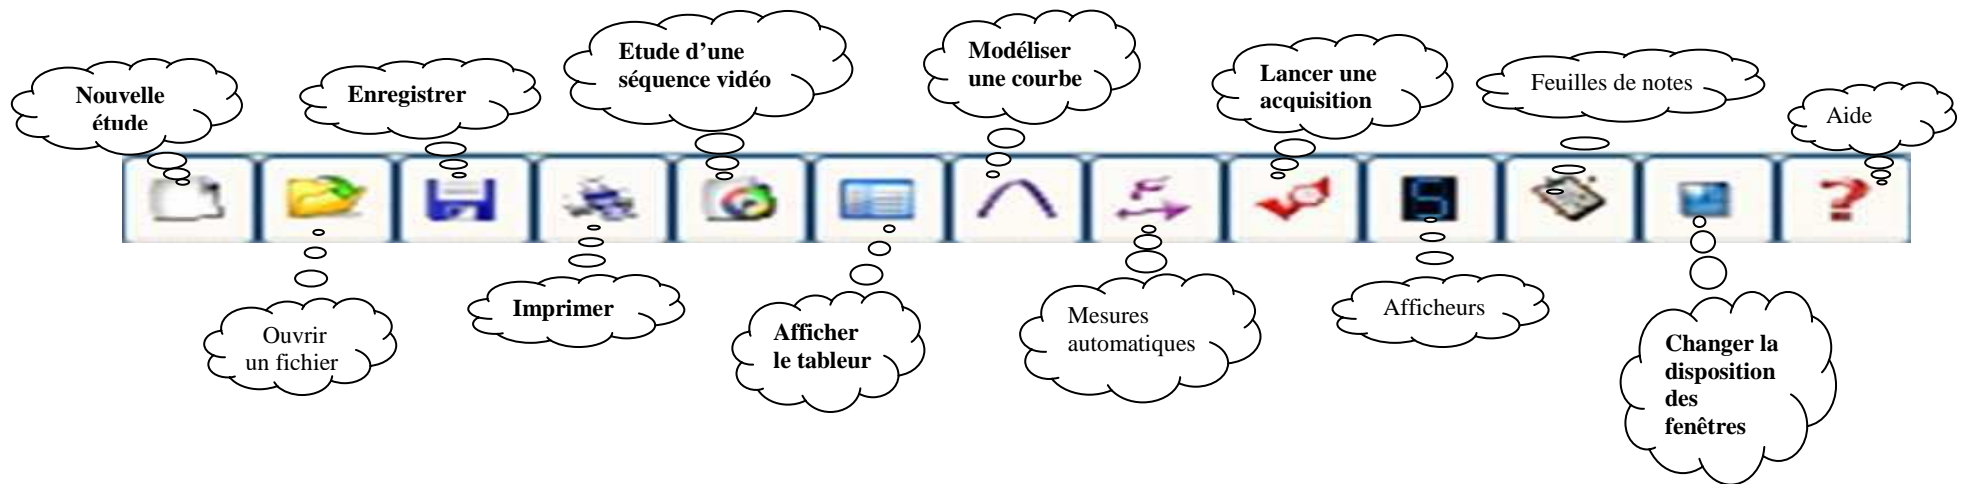 Nouvelle
étude
Enregistrer
Etude d’une
séquence vidéo
Modéliser
une courbe
Lancer une
acquisition
Feuilles de notes
Aide
Ouvrir
un fichier
Imprimer
Afficher
le tableur
Mesures
automatiques
Afficheurs
Changer la
disposition
des
fenêtres